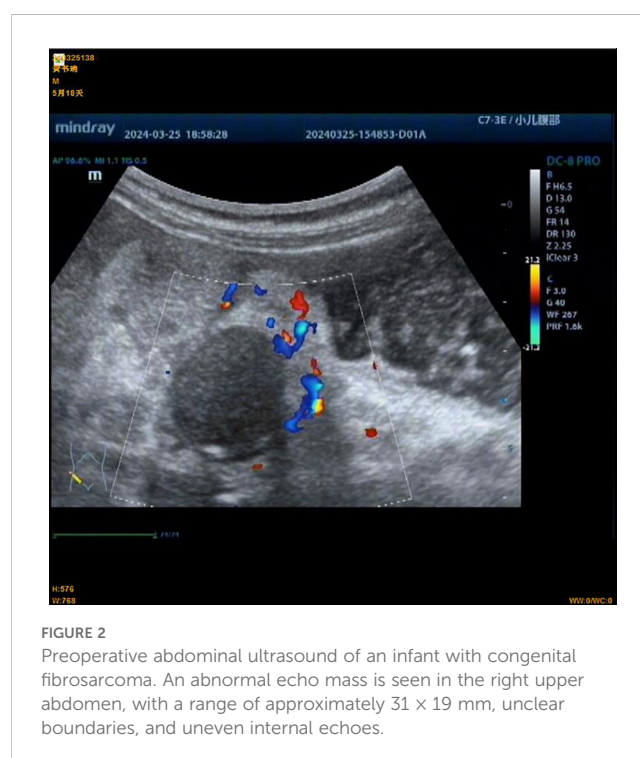 325138
M
5月18天
mindray
2024-03-25 18:58:28
20240325-154853-D01A
C7-3E / 小儿腹部
AP 96.6% MI 1.1 TIS 0.5
m
DC-8 PRO
B
F H6.5
D 13.0
G 54
FR 14
DR 130
Z 2.25
iClear 3
C
F 3.0
G 40
WF 267
PRF 1.6k
0
21.2
-21.2
H:576
W:768
WW:0/WC:0
FIGURE 2
Preoperative abdominal ultrasound of an infant with congenital
fibrosarcoma. An abnormal echo mass is seen in the right upper
abdomen, with a range of approximately 31 × 19 mm, unclear
boundaries, and uneven internal echoes.